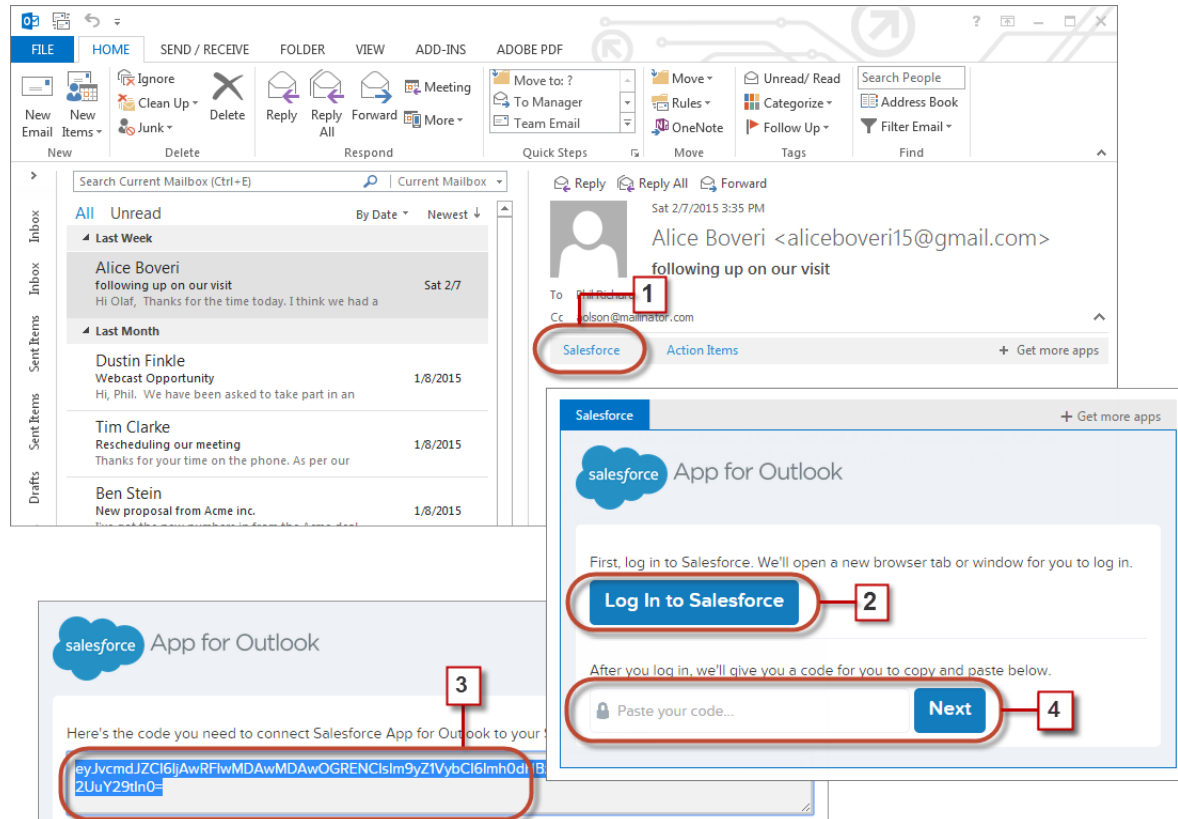 FILE HOME SEND / RECEIVE FOLDER VIEW ADD-INS ADOBE PDF
New Email
New Items
Ignore
Clean Up
Junk
Delete
Reply
Reply All
Forward
Meeting
More
Move to: ?
To Manager
Team Email
Move
Rules
OneNote
Unread/ Read
Categorize
Follow Up
Search People
Address Book
Filter Email
New Delete Respond Quick Steps Move Tags Find
Inbox
Inbox
Sent Items
Sent Items
Drafts
Search Current Mailbox (Ctrl+E) Current Mailbox
All Unread By Date Newest
Last Week
Alice Boveri
following up on our visit Sat 2/7
Hi Olaf, Thanks for the time today. I think we had a
Last Month
Dustin Finkle
Webcast Opportunity 1/8/2015
Hi, Phil. We have been asked to take part in an
Tim Clarke
Rescheduling our meeting 1/8/2015
Thanks for your time on the phone. As per our
Ben Stein
New proposal from Acme inc. 1/8/2015
Reply Reply All Forward
Sat 2/7/2015 3:35 PM
Alice Boveri <aliceboveri15@gmail.com>
following up on our visit
To Phil Richard
1
Cc aolson@mailinator.com
Salesforce Action Items + Get more apps
Salesforce + Get more apps
salesforce App for Outlook
First, log in to Salesforce. We'll open a new browser tab or window for you to log in.
Log In to Salesforce
2
After you log in, we'll give you a code for you to copy and paste below.
Paste your code... Next
4
salesforce App for Outlook
3
Here's the code you need to connect Salesforce App for Outlook to your
2UuY29tIn0=